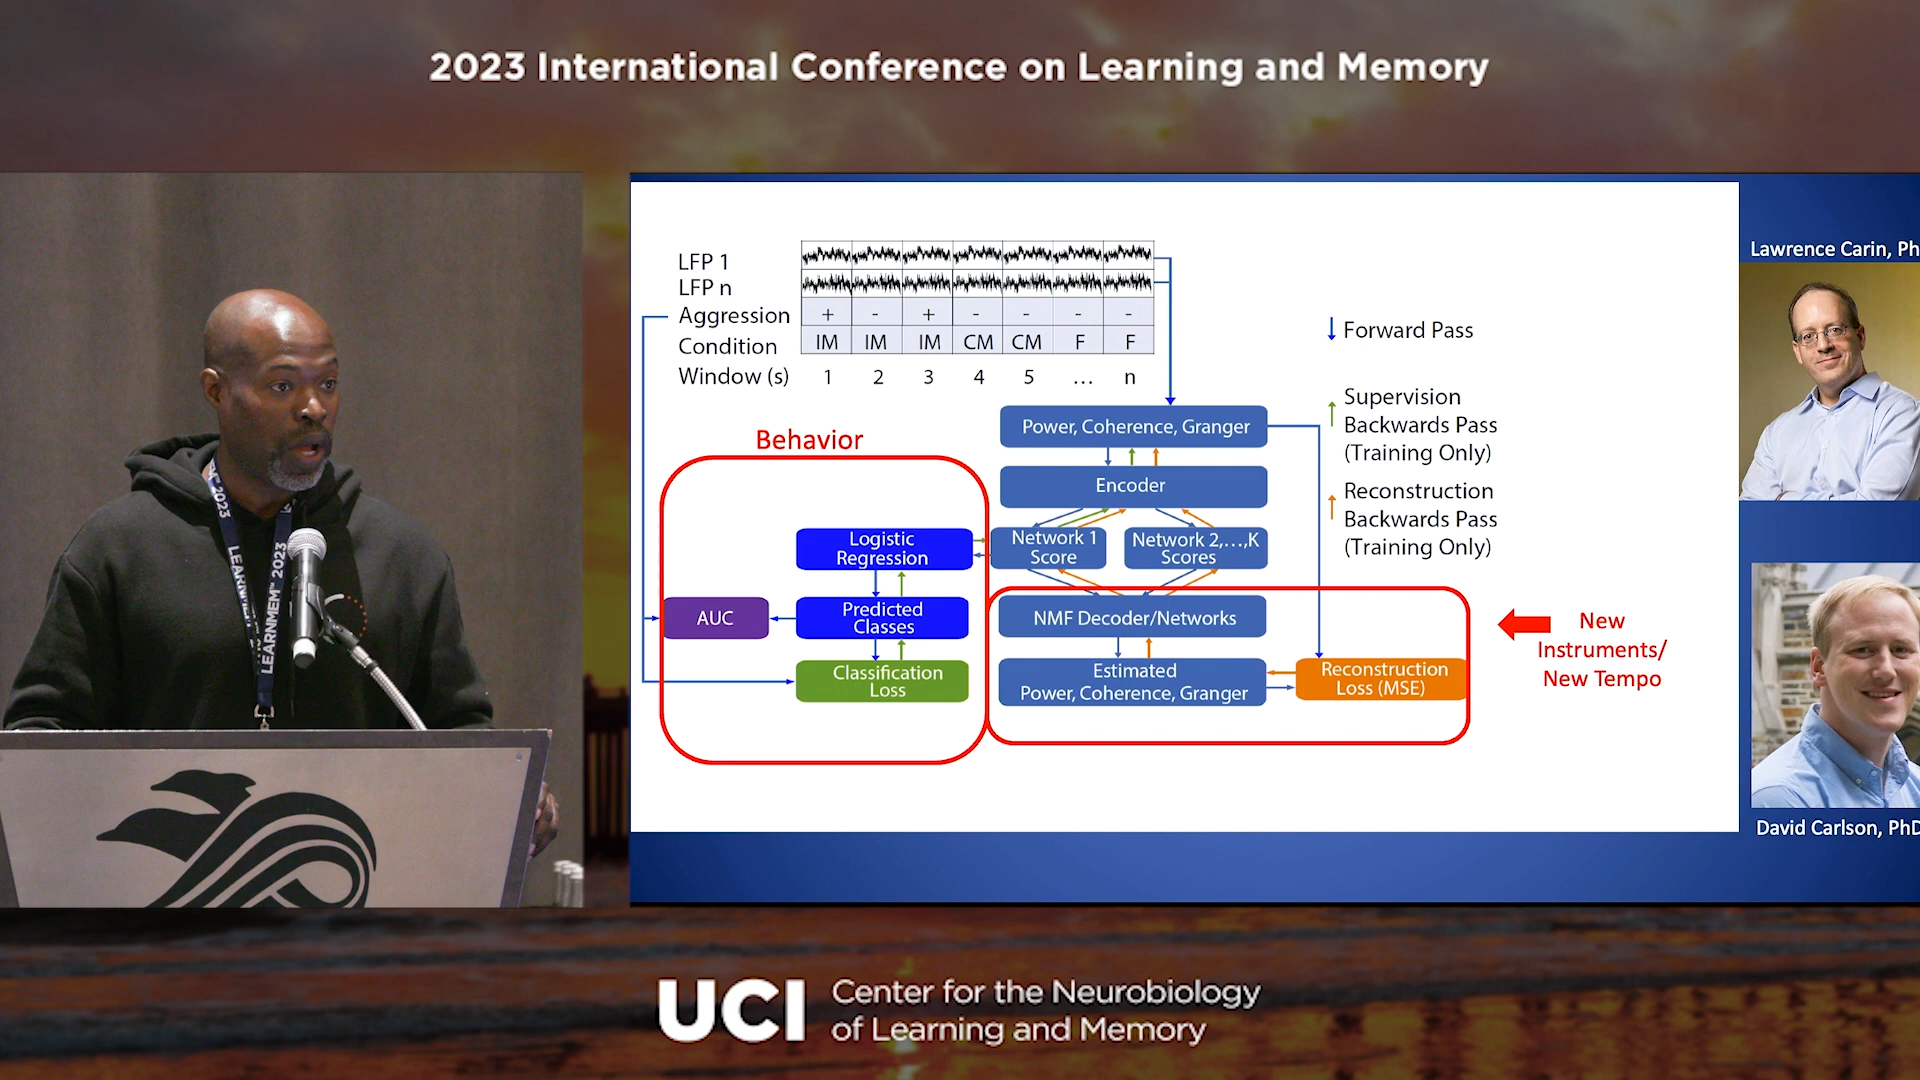 2023 International Conference on Learning and Memory
LFP 1
LFP n
Aggression + - + - - - -
Condition IM IM IM CM CM F F
Window (s) 1 2 3 4 5 ... n
Forward Pass
Supervision
Backwards Pass
(Training Only)
Reconstruction
Backwards Pass
(Training Only)
Power, Coherence, Granger
Encoder
Network 1
Score
Network 2,...,K
Scores
Behavior
Logistic
Regression
Predicted
Classes
AUC
Classification
Loss
NMF Decoder/Networks
Estimated
Power, Coherence, Granger
Reconstruction
Loss (MSE)
New
Instruments/
New Tempo
Lawrence Carin, Ph
David Carlson, PhD
2023
LEARNMEM 2023
UCI
Center for the Neurobiology
of Learning and Memory